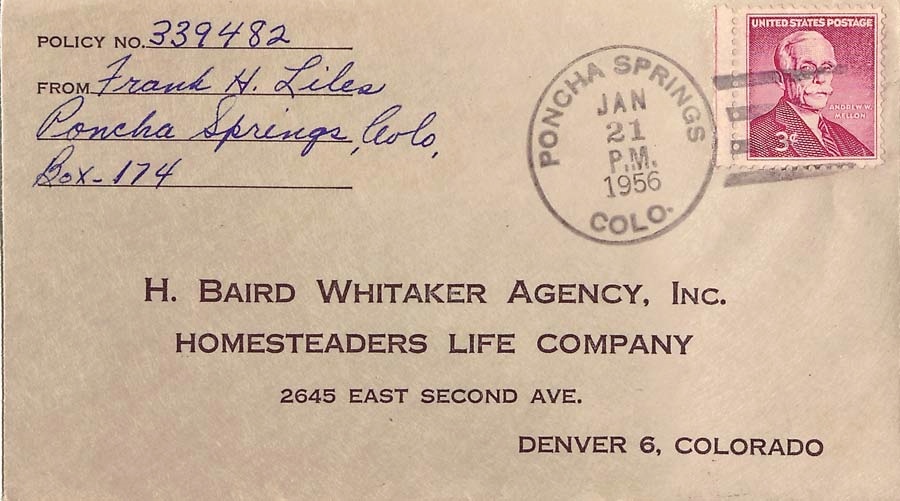 POLICY NO. 339482
FROM Frank H. Liles
Poncha Springs, Colo,
Box-174
PONCHA SPRINGS
JAN
21
P.M.
1956
COLO.
UNITED STATES POSTAGE
ANDREW W.
MELLON
3¢
H. BAIRD WHITAKER AGENCY, INC.
HOMESTEADERS LIFE COMPANY
2645 EAST SECOND AVE.
DENVER 6, COLORADO